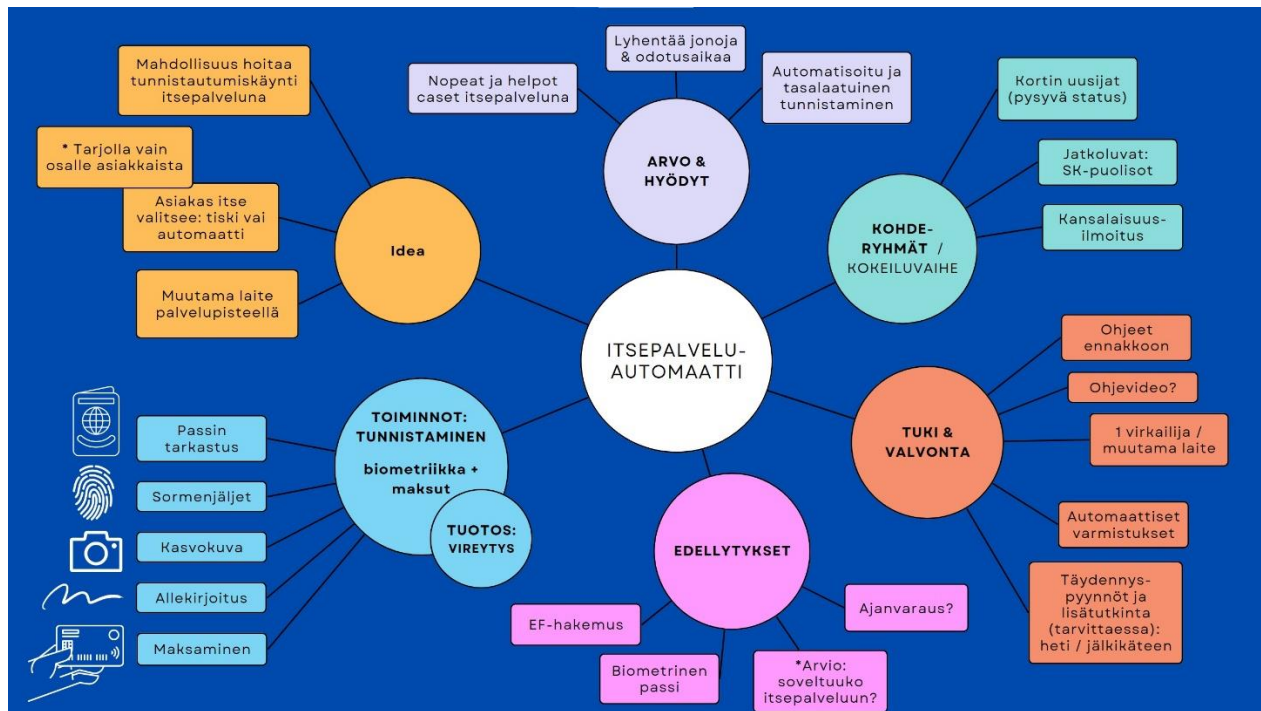 Mahdollisuus hoitaa
tunnistautumiskäynti
itsepalveluna
* Tarjolla vain
osalle asiakkaista
Asiakas itse
valitsee: tiski vai
automaatti
Muutama laite
palvelupisteellä
Idea
Nopeat ja helpot
caset itsepalveluna
Lyhentää jonoja
& odotusaikaa
Automatisoitu ja
tasalaatuinen
tunnistaminen
ARVO &
HYÖDYT
Kortin uusijat
(pysyvä status)
Jatkoluvat:
SK-puolisot
Kansalaisuus-
ilmoitus
KOHDE-
RYHMÄT /
KOKEILUVAIHE
ITSEPALVELU-
AUTOMAATTI
TOIMINNOT:
TUNNISTAMINEN
biometriikka +
maksut
TUOTOS:
VIREYTYS
Passin
tarkastus
Sormenjäljet
Kasvokuva
Allekirjoitus
Maksaminen
EDELLYTYKSET
EF-hakemus
Biometrinen
passi
*Arvio:
soveltuuko
itsepalveluun?
Ajanvaraus?
TUKI &
VALVONTA
Ohjeet
ennakkoon
Ohjevideo?
1 virkailija /
muutama laite
Automaattiset
varmistukset
Täydennys-
pyynnöt ja
lisätutkinta
(tarvittaessa):
heti / jälkikäteen